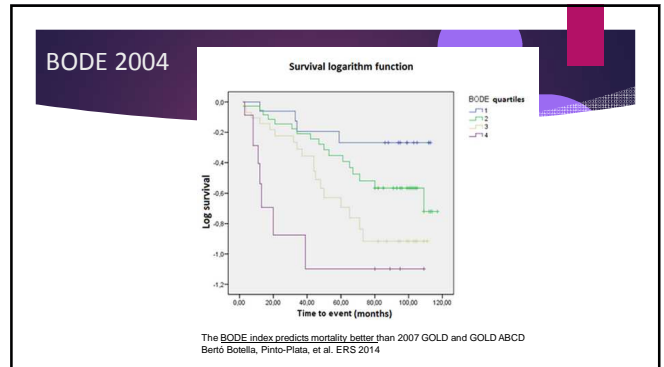 BODE 2004
Survival logarithm function
BODE quartiles
1
2
3
4
Log survival
0,0
-0,2
-0,4
-0,6
-0,8
-1,0
-1,2
0,00 20,00 40,00 60,00 80,00 100,00 120,00
Time to event (months)
The BODE index predicts mortality better than 2007 GOLD and GOLD ABCD
Bertó Botella, Pinto-Plata, et al. ERS 2014